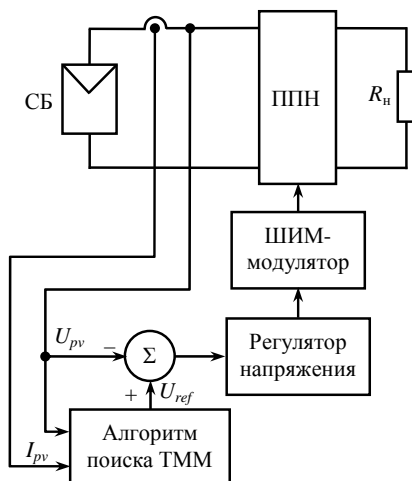 СБ
ППН
Rн
ШИМ-
модулятор
Upv
−
Σ
Регулятор
напряжения
+
Uref
Алгоритм
поиска ТММ
Ipv